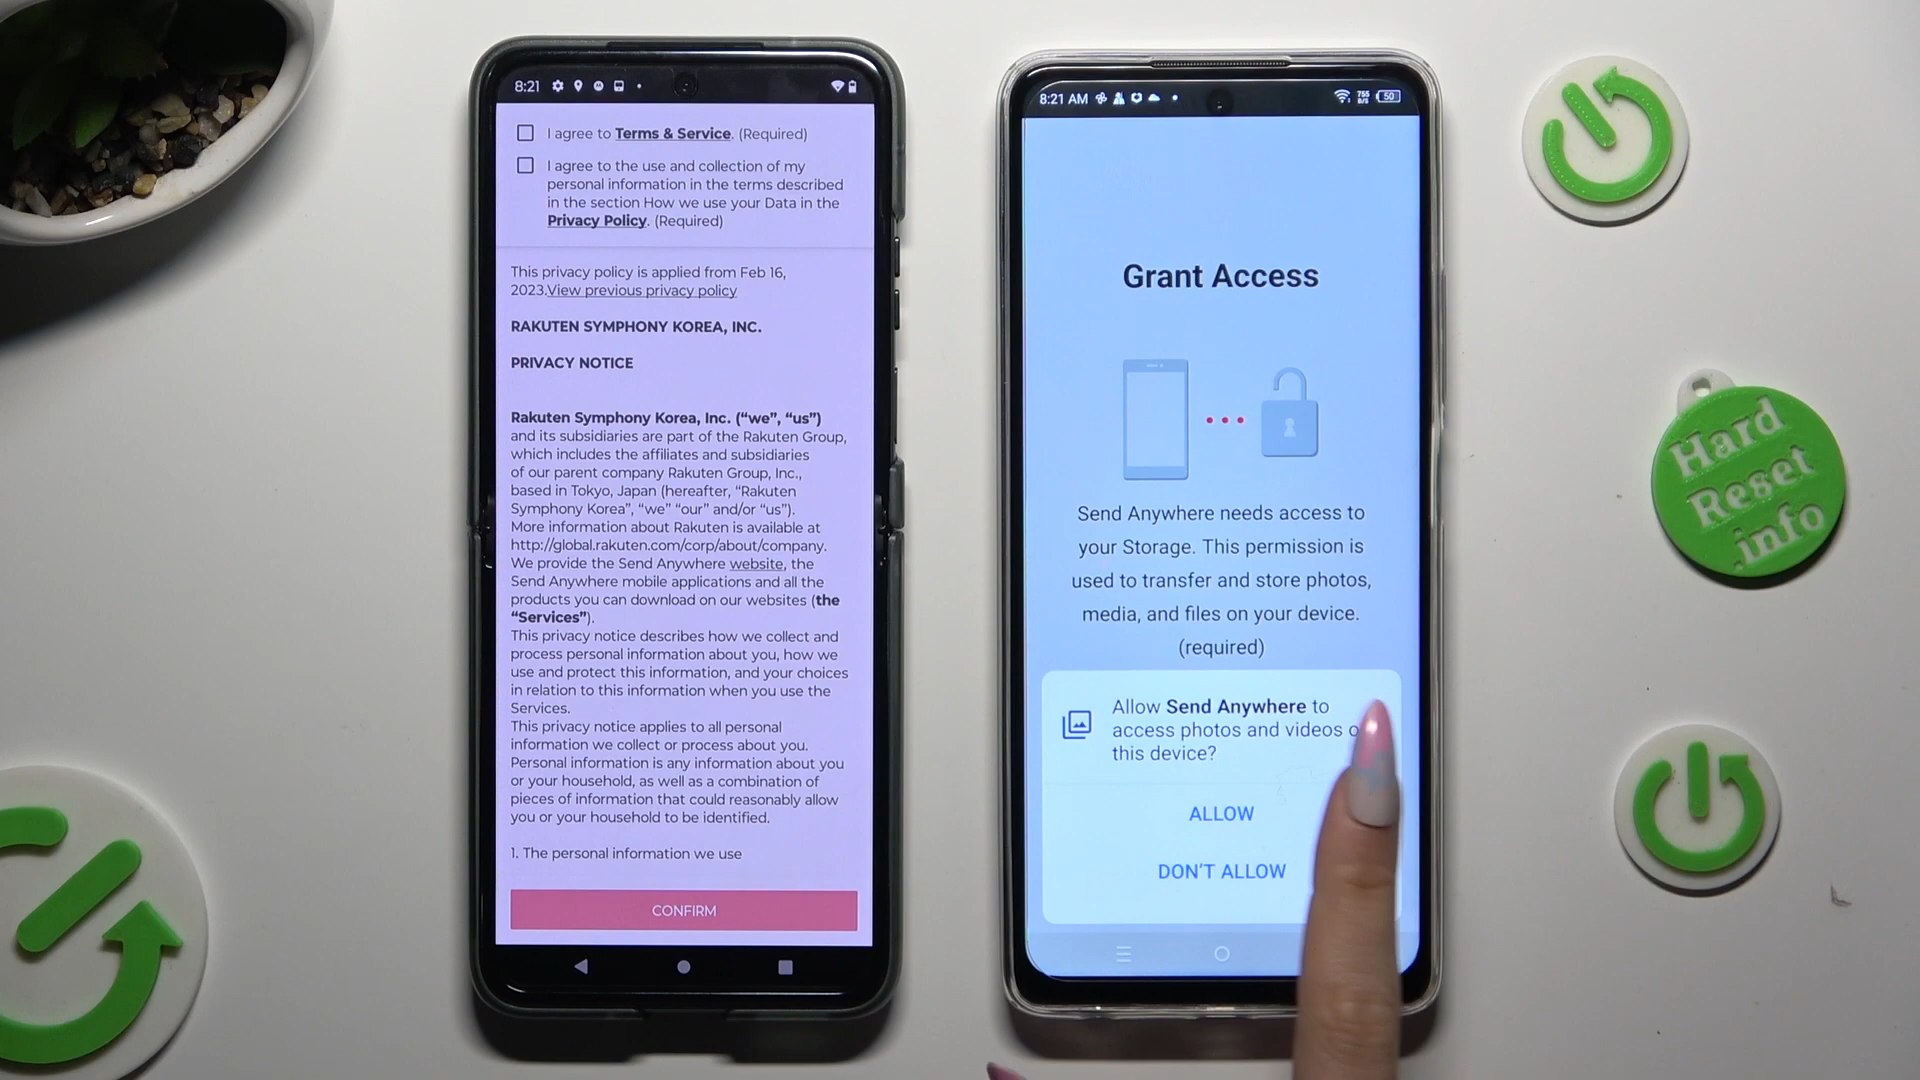 8:21
I agree to Terms & Service. (Required)
I agree to the use and collection of my
personal information in the terms described
in the section How we use your Data in the
Privacy Policy. (Required)
This privacy policy is applied from Feb 16,
2023.View previous privacy policy
RAKUTEN SYMPHONY KOREA, INC.
PRIVACY NOTICE
Rakuten Symphony Korea, Inc. (“we”, “us”)
and its subsidiaries are part of the Rakuten Group,
which includes the affiliates and subsidiaries
of our parent company Rakuten Group, Inc.,
based in Tokyo, Japan (hereafter, “Rakuten
Symphony Korea”, “we” “our” and/or “us”).
More information about Rakuten is available at
http://global.rakuten.com/corp/about/company.
We provide the Send Anywhere website, the
Send Anywhere mobile applications and all the
products you can download on our websites (the
“Services”).
This privacy notice describes how we collect and
process personal information about you, how we
use and protect this information, and your choices
in relation to this information when you use the
Services.
This privacy notice applies to all personal
information we collect or process about you.
Personal information is any information about you
or your household, as well as a combination of
pieces of information that could reasonably allow
you or your household to be identified.
1. The personal information we use
CONFIRM
8:21 AM
755
B/S
50
Grant Access
Send Anywhere needs access to
your Storage. This permission is
used to transfer and store photos,
media, and files on your device.
(required)
Allow Send Anywhere to
access photos and videos o
this device?
ALLOW
DON'T ALLOW
Hard
Reset
.info